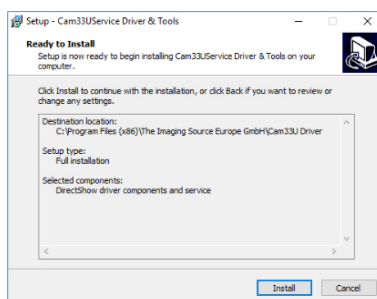 Setup - Cam33UService Driver & Tools
Ready to Install
Setup is now ready to begin installing Cam33UService Driver & Tools on your
computer.
Click Install to continue with the installation, or click Back if you want to review or
change any settings.
Destination location:
C:\Program Files (x86)\The Imaging Source Europe GmbH\Cam33U Driver
Setup type:
Full installation
Selected components:
DirectShow driver components and service
Install
Cancel